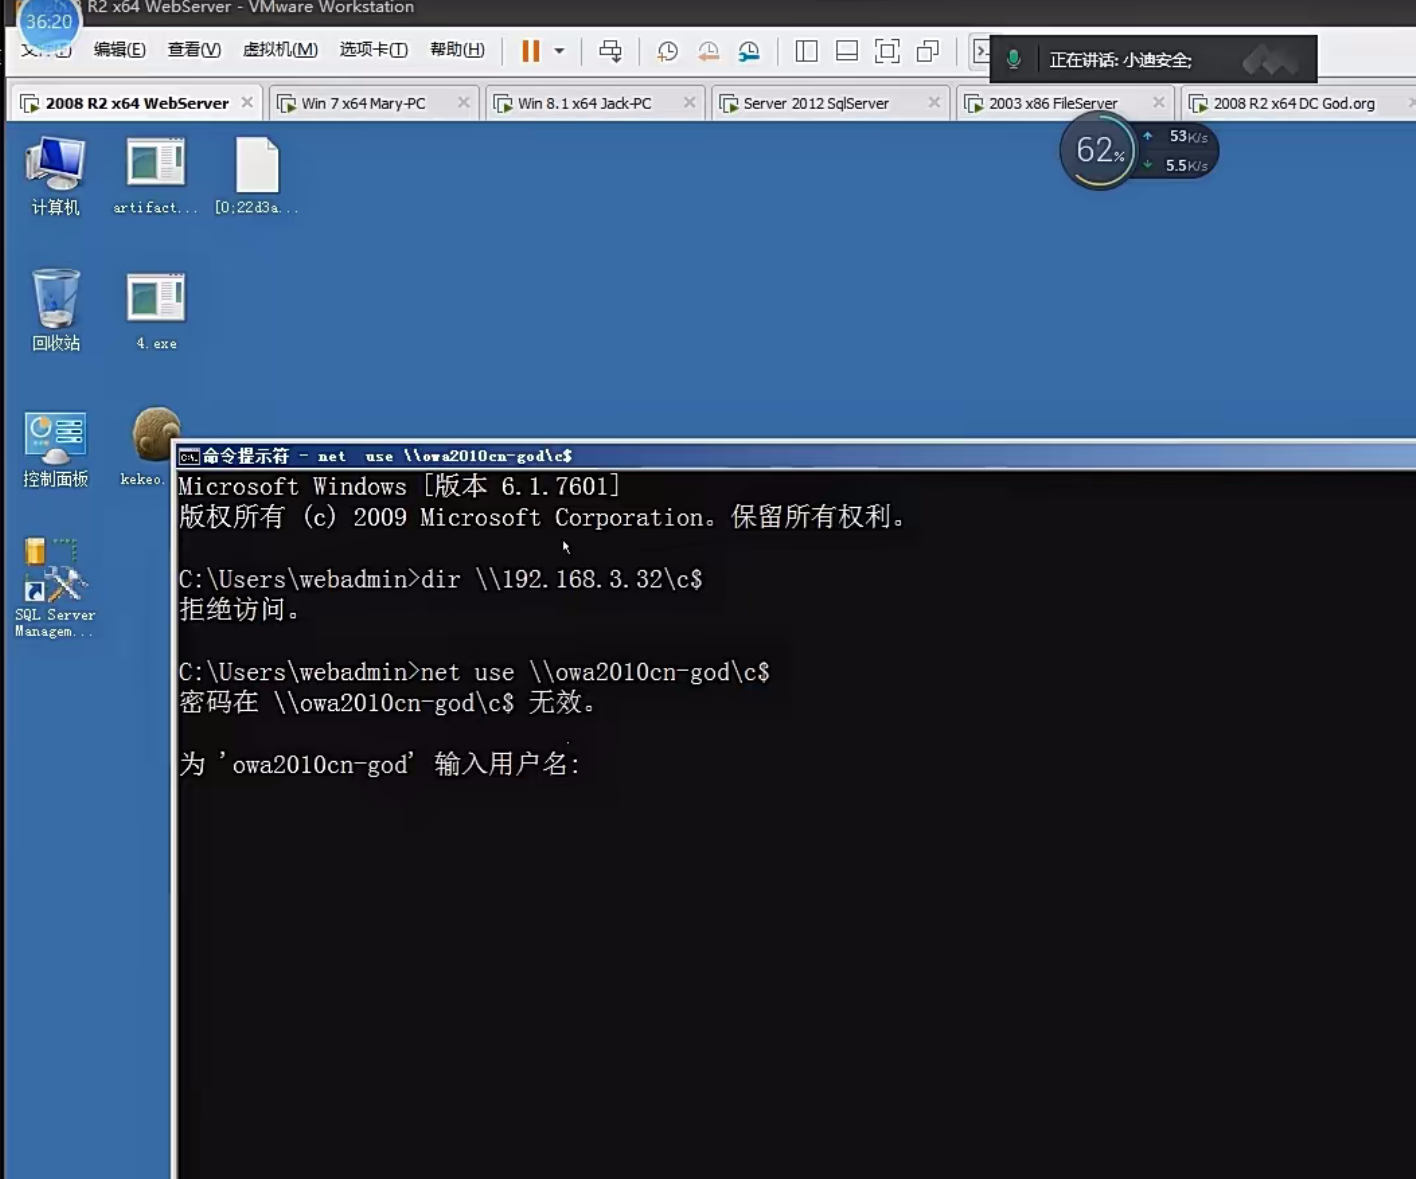 R2 x64 WebServer - VMware Workstation
36:20
编辑(E) 查看(V) 虚拟机(M) 选项卡(T) 帮助(H)
正在讲话: 小迪安全;
2008 R2 x64 WebServer
Win 7 x64 Mary-PC
Win 8.1 x64 Jack-PC
Server 2012 SqlServer
2003 x86 FileServer
2008 R2 x64 DC God.org
62%
53K/s
5.5K/s
计算机
artifact...
[0;22d3a...
回收站
4.exe
控制面板
kekeo.
SQL Server
Managem...
命令提示符 - net  use \\owa2010cn-god\c$
Microsoft Windows [版本 6.1.7601]
版权所有 (c) 2009 Microsoft Corporation。保留所有权利。
C:\Users\webadmin>dir \\192.168.3.32\c$
拒绝访问。
C:\Users\webadmin>net use \\owa2010cn-god\c$
密码在 \\owa2010cn-god\c$ 无效。
为 'owa2010cn-god' 输入用户名: